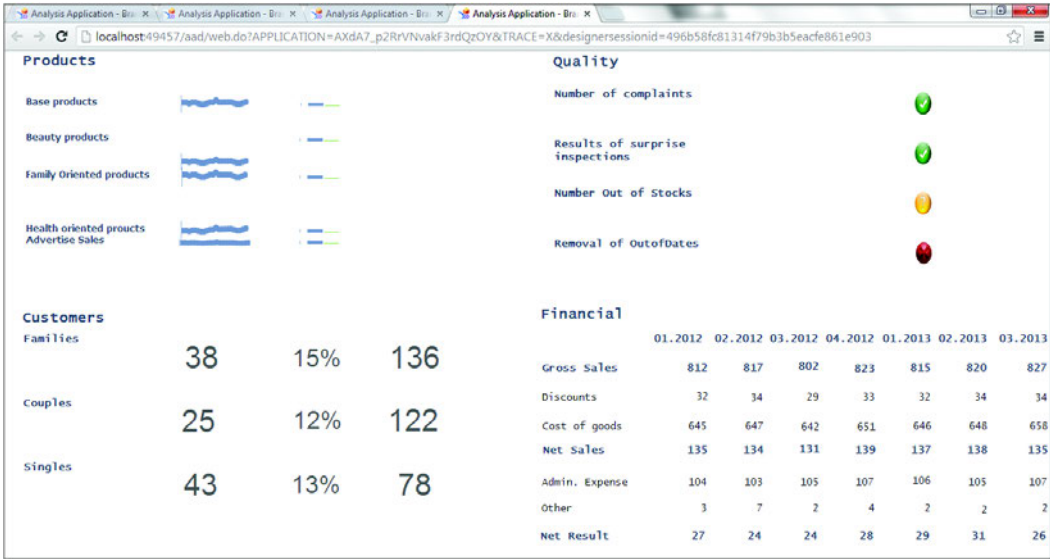 Analysis Application - Bra
Analysis Application - Bra
Analysis Application - Bra
Analysis Application - Bra
localhost:49457/aad/web.do?APPLICATION=AXdA7_p2RrVNvakF3rdQzOY&TRACE=X&designersessionid=496b58fc81314f79b3b5eacfe861e903
Products
Base products
Beauty products
Family Oriented products
Health oriented proucts
Advertise Sales
Quality
Number of complaints
Results of surprise
inspections
Number Out of Stocks
Removal of OutofDates
Customers
Families
38 15% 136
Couples
25 12% 122
Singles
43 13% 78
Financial
01.2012 02.2012 03.2012 04.2012 01.2013 02.2013 03.2013
Gross Sales 812 817 802 823 815 820 827
Discounts 32 34 29 33 32 34 34
Cost of goods 645 647 642 651 646 648 658
Net Sales 135 134 131 139 137 138 135
Admin. Expense 104 103 105 107 106 105 107
Other 3 7 2 4 2 2 2
Net Result 27 24 24 28 29 31 26